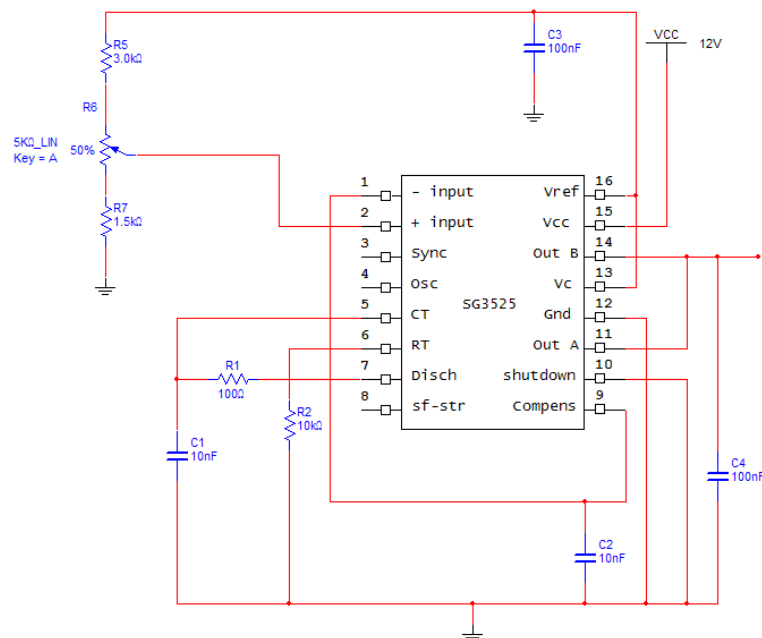 R5
3.0kΩ
C3
100nF
VCC
12V
R6
5KΩ_LIN
Key = A
50%
R7
1.5kΩ
1
- input
2
+ input
3
Sync
4
Osc
5
CT
6
RT
7
Disch
8
sf-str
SG3525
Vref
16
Vcc
15
Out B
14
Vc
13
Gnd
12
Out A
11
shutdown
10
Compens
9
R1
100Ω
R2
10kΩ
C1
10nF
C4
100nF
C2
10nF